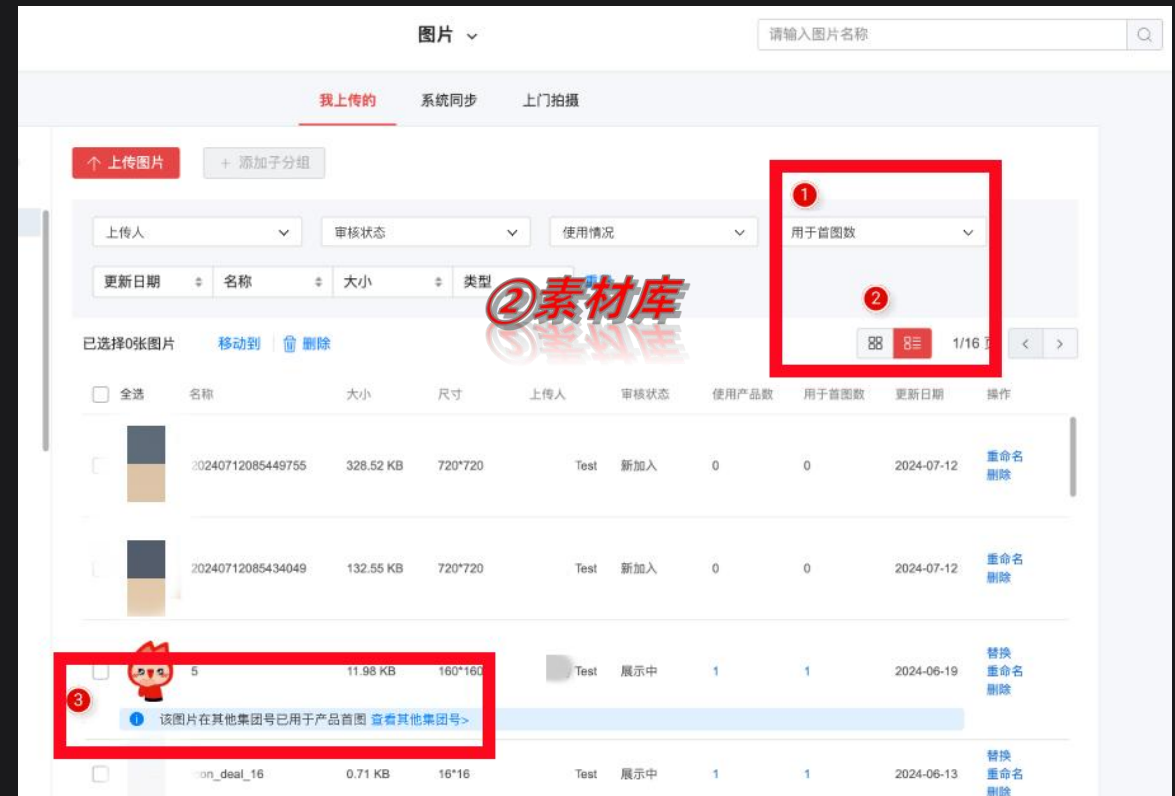 图片
请输入图片名称
我上传的 系统同步 上门拍摄
上传图片 + 添加子分组
1
上传人 审核状态 使用情况 用于首图数
更新日期 名称 大小 类型
②素材库
2
已选择0张图片 移动到 删除 1/16
全选 名称 大小 尺寸 上传人 审核状态 使用产品数 用于首图数 更新日期 操作
20240712085449755 328.52 KB 720*720 Test 新加入 0 0 2024-07-12 重命名
删除
20240712085434049 132.55 KB 720*720 Test 新加入 0 0 2024-07-12 重命名
删除
替换
5 11.98 KB 160*160 Test 展示中 1 1 2024-06-19 重命名
删除
3
该图片在其他集团号已用于产品首图 查看其他集团号>
替换
con_deal_16 0.71 KB 16*16 Test 展示中 1 1 2024-06-13 重命名
删除